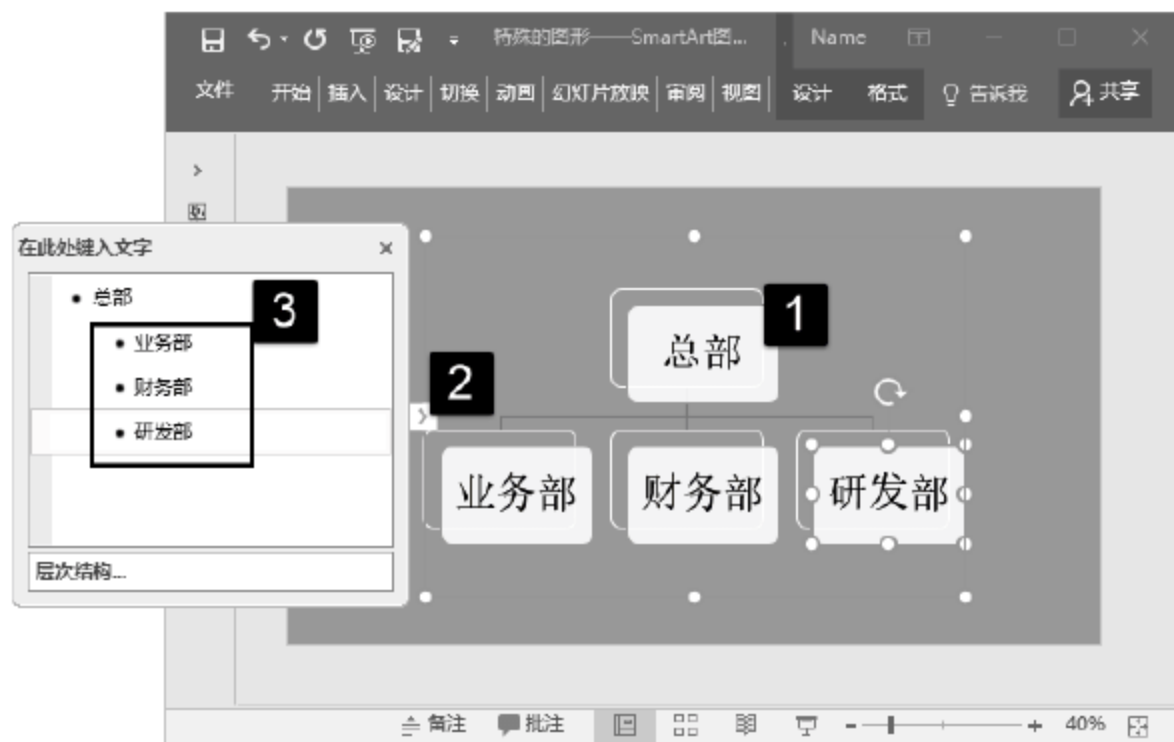 特殊的图形——SmartArt图... Name
文件 开始 插入 设计 切换 动画 幻灯片放映 审阅 视图 设计 格式 告诉我 共享
在此处键入文字
• 总部
• 业务部
• 财务部
• 研发部
层次结构...
3
2
1
总部
业务部 财务部 研发部
备注 批注 40%